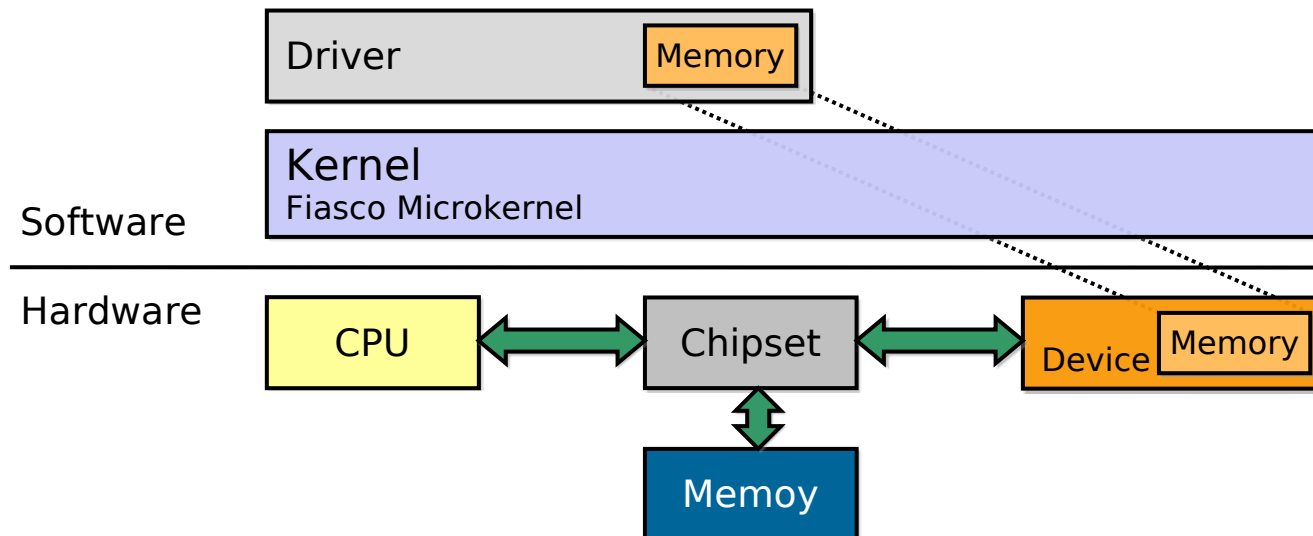 Driver
Memory
Kernel
Fiasco Microkernel
Software
Hardware
CPU
Chipset
Device
Memory
Memoy